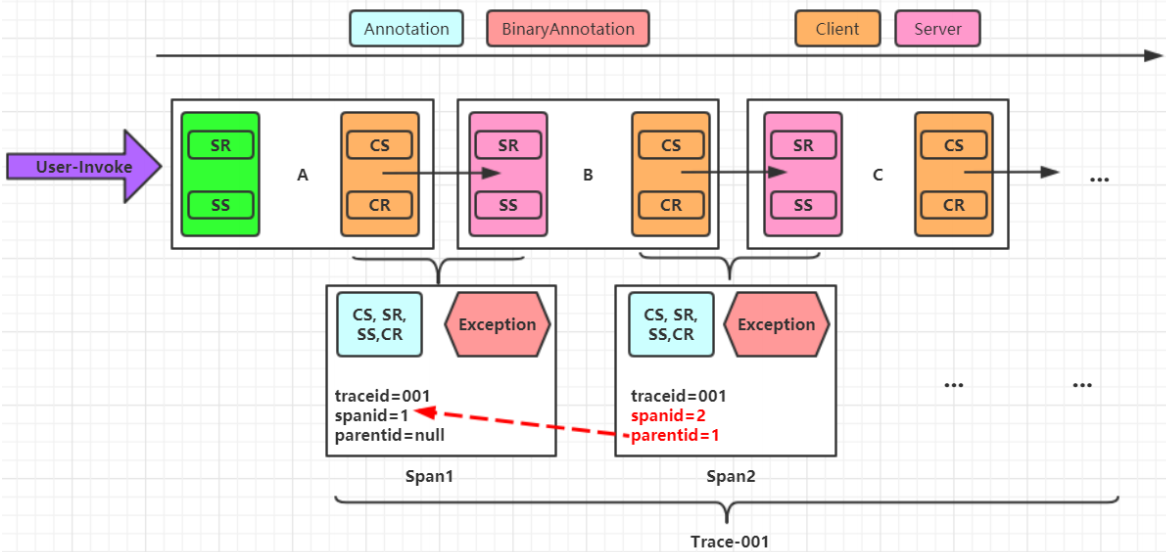 Annotation
BinaryAnnotation
Client
Server
User-Invoke
SR
SS
A
CS
CR
SR
SS
B
CS
CR
SR
SS
C
CS
CR
...
CS, SR,
SS,CR
Exception
traceid=001
spanid=1
parentid=null
Span1
CS, SR,
SS,CR
Exception
traceid=001
spanid=2
parentid=1
Span2
...
...
Trace-001